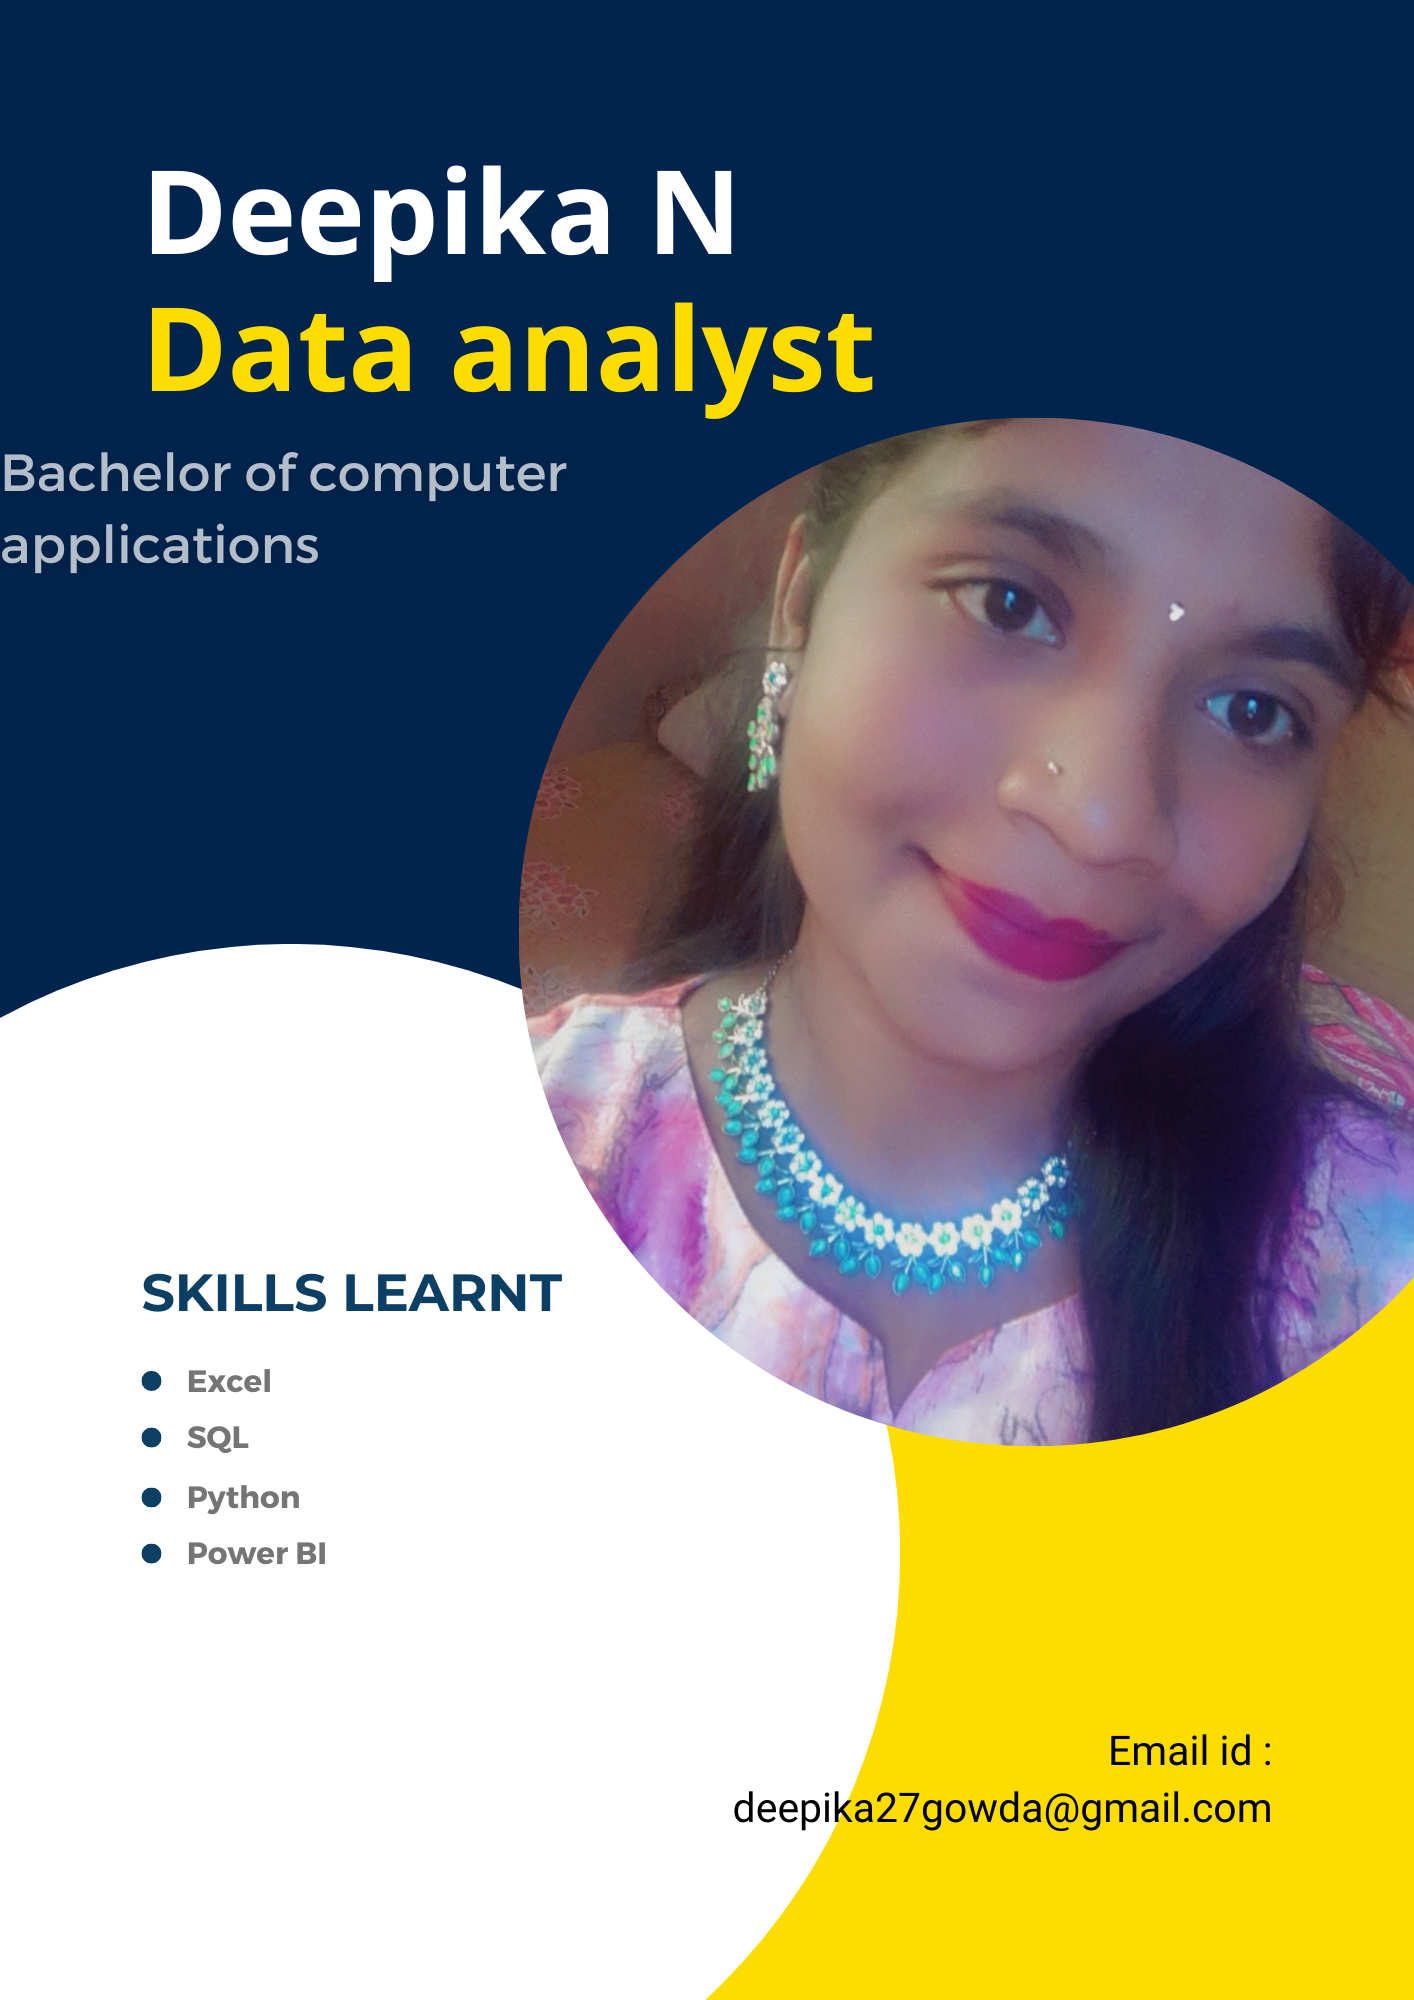 Deepika N
Data analyst
Bachelor of computer
applications
SKILLS LEARNT
Excel
SQL
Python
Power BI
Email id :
deepika27gowda@gmail.com